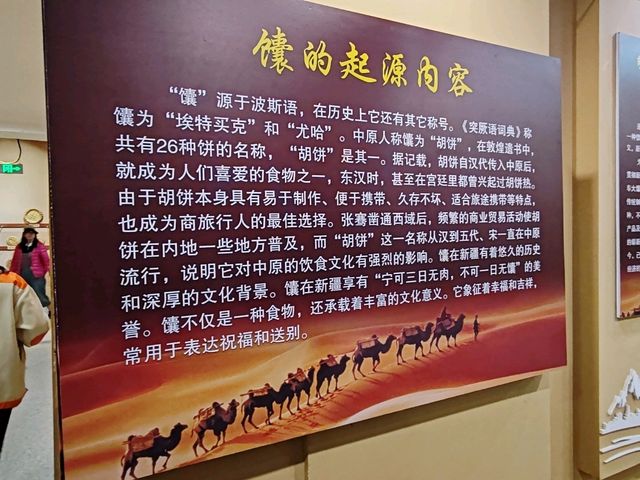 馕的起源内容
“馕”源于波斯语，在历史上它还有其它称号。《突厥语词典》称
馕为“埃特买克”和“尤哈”。中原人称馕为“胡饼”，在敦煌遗书中，
共有26种饼的名称，“胡饼”是其一。据记载，胡饼自汉代传入中原后，
就成为人们喜爱的食物之一，东汉时，甚至在宫廷里都曾兴起过胡饼热。
由于胡饼本身具有易于制作、便于携带、久存不坏、适合旅途携带等特点，
也成为商旅行人的最佳选择。张骞凿通西域后，频繁的商业贸易活动使胡
饼在内地一些地方普及，而“胡饼”这一名称从汉到五代、宋一直在中原
流行，说明它对中原的饮食文化有强烈的影响。馕在新疆有着悠久的历史
和深厚的文化背景。馕在新疆享有“宁可三日无肉，不可一日无馕”的美
誉。馕不仅是一种食物，还承载着丰富的文化意义。它象征着幸福和吉祥，
常用于表达祝福和送别。